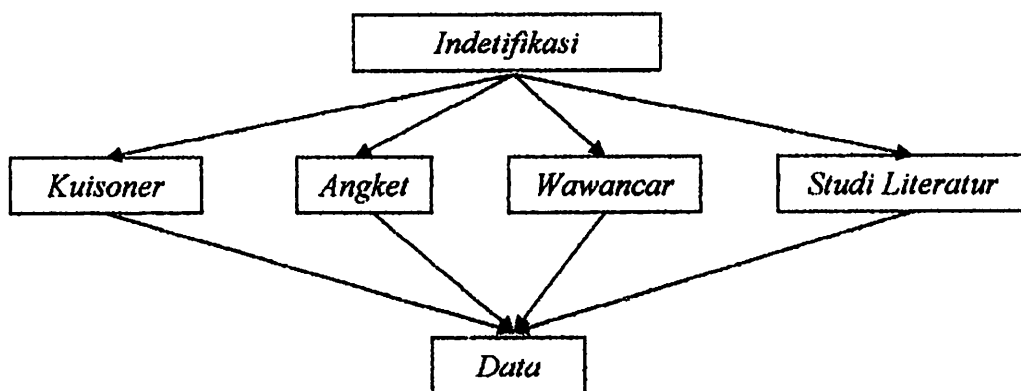 Indetifikasi
Kuisoner
Angket
Wawancar
Studi Literatur
Data